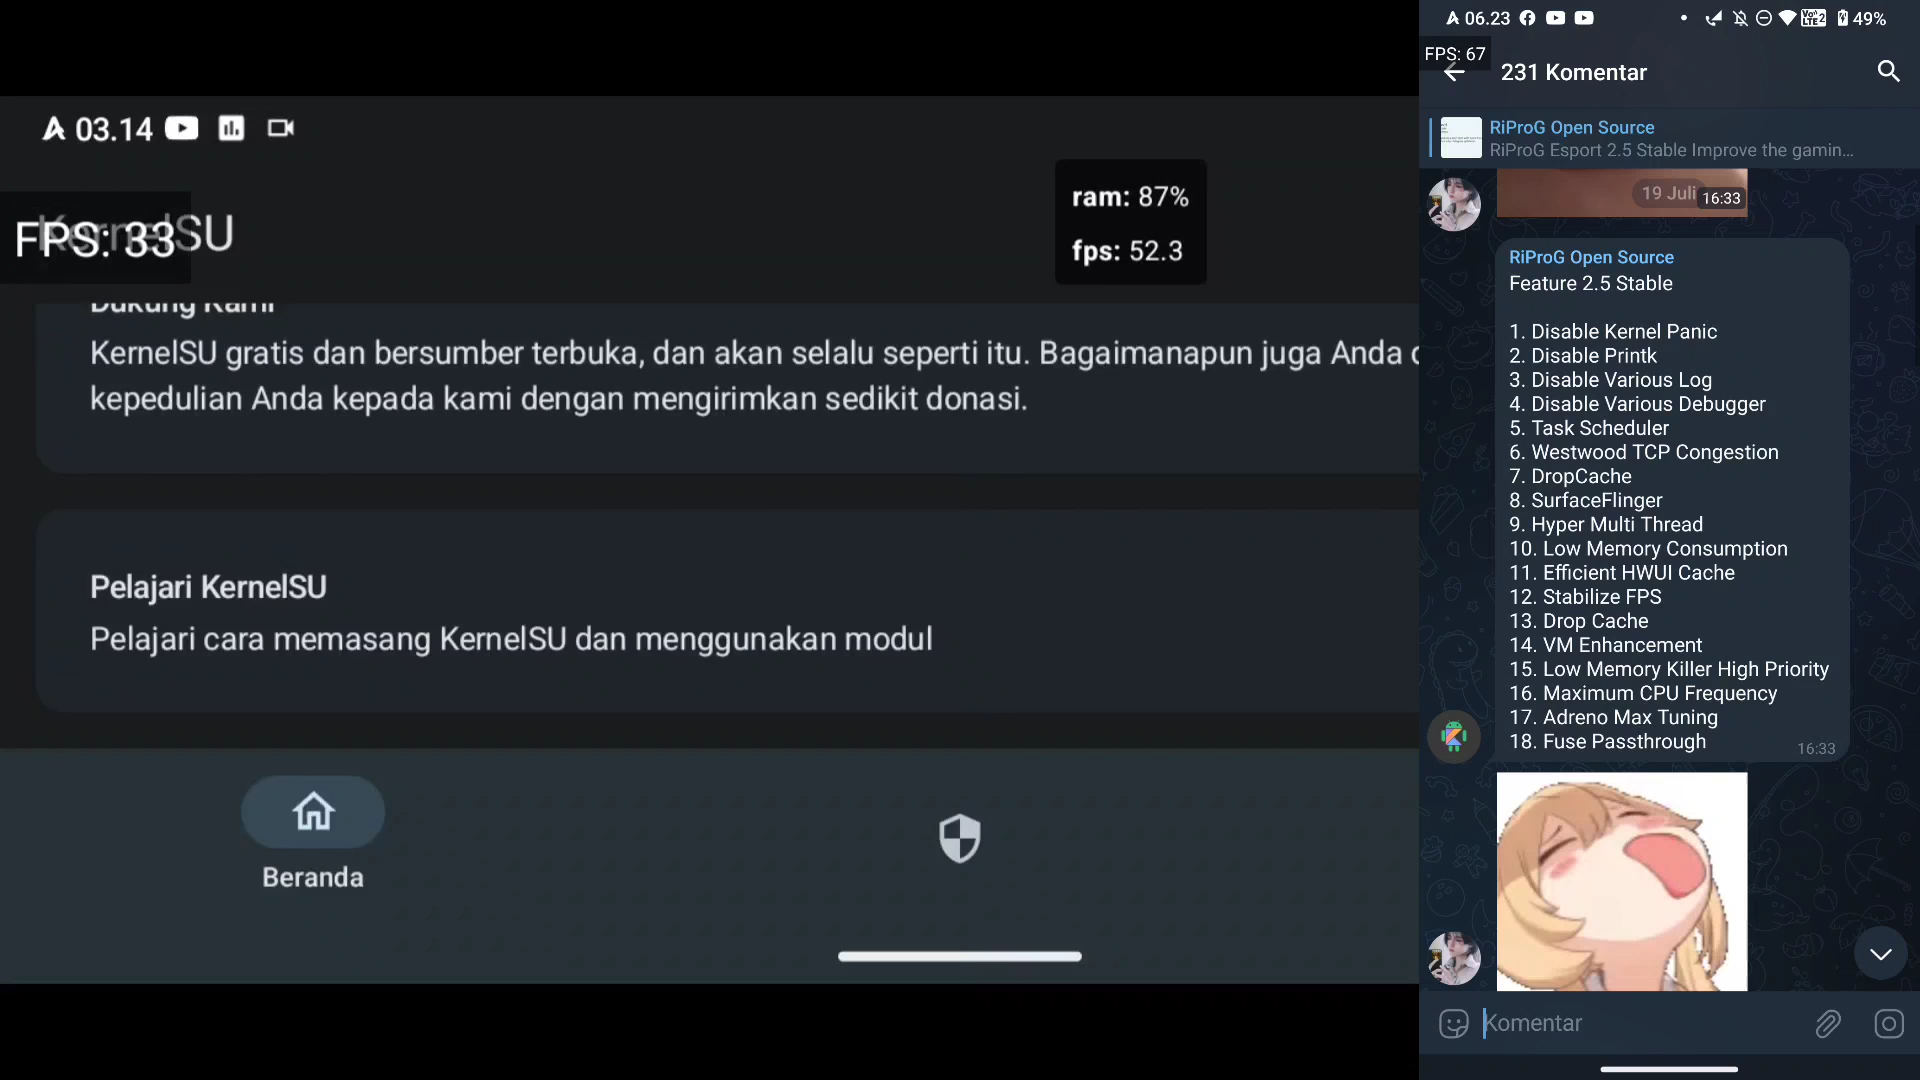 03.14
FPS: 33
KernelSU
ram: 87%
fps: 52.3
Dukung Kami
KernelSU gratis dan bersumber terbuka, dan akan selalu seperti itu. Bagaimanapun juga Anda
kepedulian Anda kepada kami dengan mengirimkan sedikit donasi.
Pelajari KernelSU
Pelajari cara memasang KernelSU dan menggunakan modul
Beranda
06.23
Vo LTE2
49%
FPS: 67
231 Komentar
RiProG Open Source
RiProG Esport 2.5 Stable Improve the gamin...
19 Juli
16:33
RiProG Open Source
Feature 2.5 Stable
1. Disable Kernel Panic
2. Disable Printk
3. Disable Various Log
4. Disable Various Debugger
5. Task Scheduler
6. Westwood TCP Congestion
7. DropCache
8. SurfaceFlinger
9. Hyper Multi Thread
10. Low Memory Consumption
11. Efficient HWUI Cache
12. Stabilize FPS
13. Drop Cache
14. VM Enhancement
15. Low Memory Killer High Priority
16. Maximum CPU Frequency
17. Adreno Max Tuning
18. Fuse Passthrough
16:33
Komentar